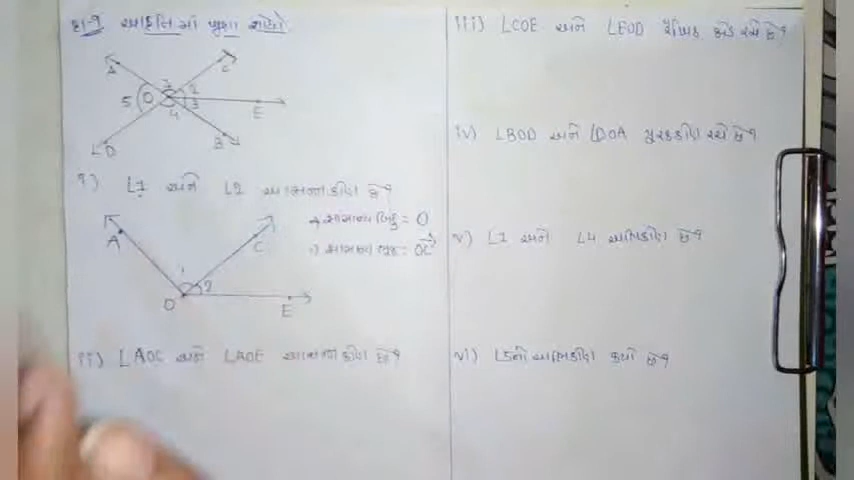 દા-૧ આકૃતિમાં ખૂણા શોધો
A C
1 2
5 O 3
4 E
D B
૧) ∠1 અને ∠2 આસન્નકોણ છે?
→ સામાન્ય બિંદુ = O
→ સામાન્ય ભુજ = OC
A C
1 2
O E
ii) ∠AOC અને ∠AOE આસન્નકોણ છે?
iii) ∠COE અને ∠EOD રૈખિક જોડ રચે છે?
iv) ∠BOD અને ∠DOA પુરકકોણ રચે છે?
v) ∠1 અને ∠4 અભિકોણ છે?
vi) ∠5નો અભિકોણ કયો છે?